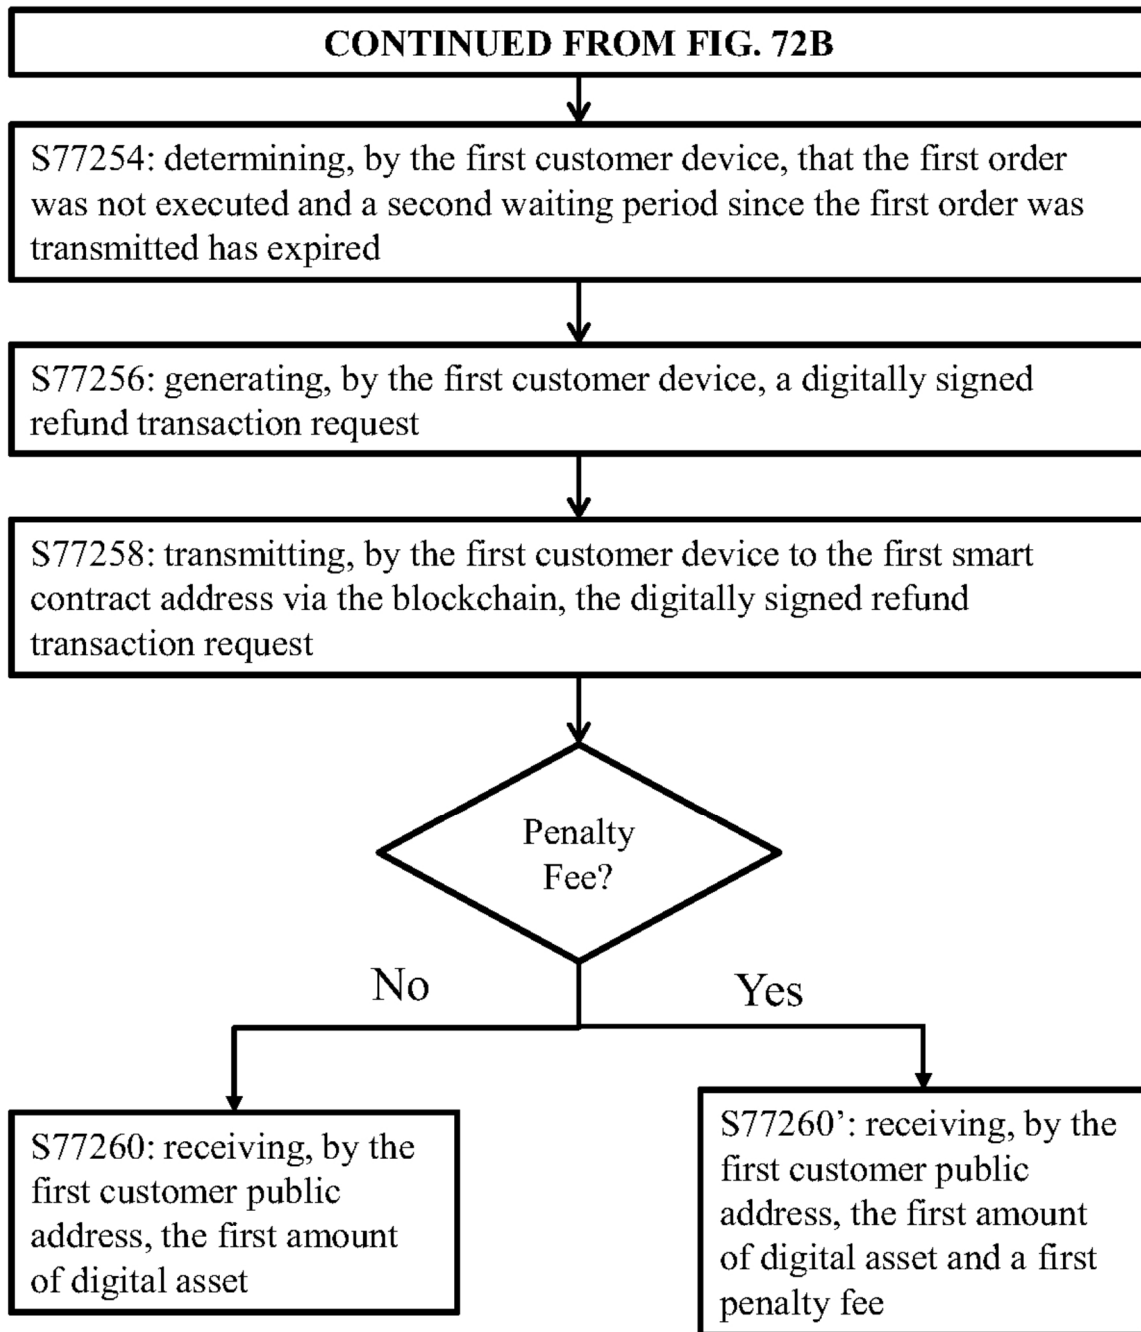 CONTINUED FROM FIG. 72B
S77254: determining, by the first customer device, that the first order
was not executed and a second waiting period since the first order was
transmitted has expired
S77256: generating, by the first customer device, a digitally signed
refund transaction request
S77258: transmitting, by the first customer device to the first smart
contract address via the blockchain, the digitally signed refund
transaction request
Penalty
Fee?
No
Yes
S77260: receiving, by the
first customer public
address, the first amount
of digital asset
S77260’: receiving, by the
first customer public
address, the first amount
of digital asset and a first
penalty fee